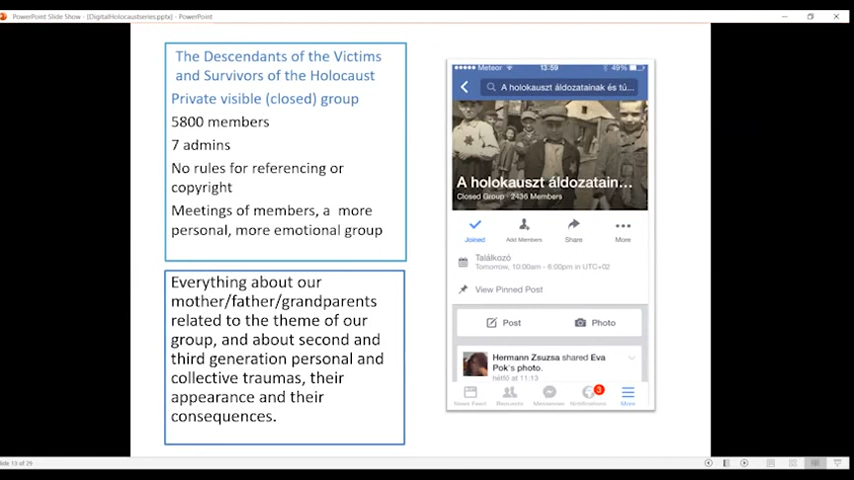 PowerPoint Slide Show - [DigitalHolocaustseries.pptx] - PowerPoint
The Descendants of the Victims
and Survivors of the Holocaust
Private visible (closed) group
5800 members
7 admins
No rules for referencing or
copyright
Meetings of members, a more
personal, more emotional group
Everything about our
mother/father/grandparents
related to the theme of our
group, and about second and
third generation personal and
collective traumas, their
appearance and their
consequences.
Meteor 13:59 49%
A holokauszt áldozatainak és tú...
A holokauszt áldozatain...
Closed Group · 2436 Members
Joined Add Members Share More
Találkozó
Tomorrow, 10:00am - 6:00pm in UTC+02
View Pinned Post
Post Photo
Hermann Zsuzsa shared Eva
Pok's photo.
hétfő at 11:13
3
News Feed Requests Messenger Notifications More
Slide 13 of 29